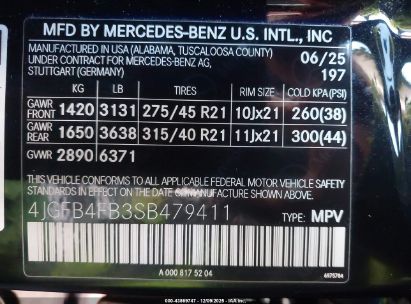 MFD BY MERCEDES-BENZ U.S. INTL., INC
MANUFACTURED IN USA (ALABAMA, TUSCALOOSA COUNTY)
UNDER CONTRACT FOR MERCEDES-BENZ AG,
STUTTGART (GERMANY)
06/25
197
KG LB TIRES RIM SIZE COLD KPA(PSI)
GAWR FRONT 1420 3131 275/45 R21 10Jx21 260(38)
GAWR REAR 1650 3638 315/40 R21 11Jx21 300(44)
GVWR 2890 6371
THIS VEHICLE CONFORMS TO ALL APPLICABLE FEDERAL MOTOR VEHICLE
SAFETY STANDARDS IN EFFECT ON THE DATE OF MANUFACTURE SHOWN ABOVE.
4JGFB4FB3SB479411 TYPE: MPV
A 000 817 52 04